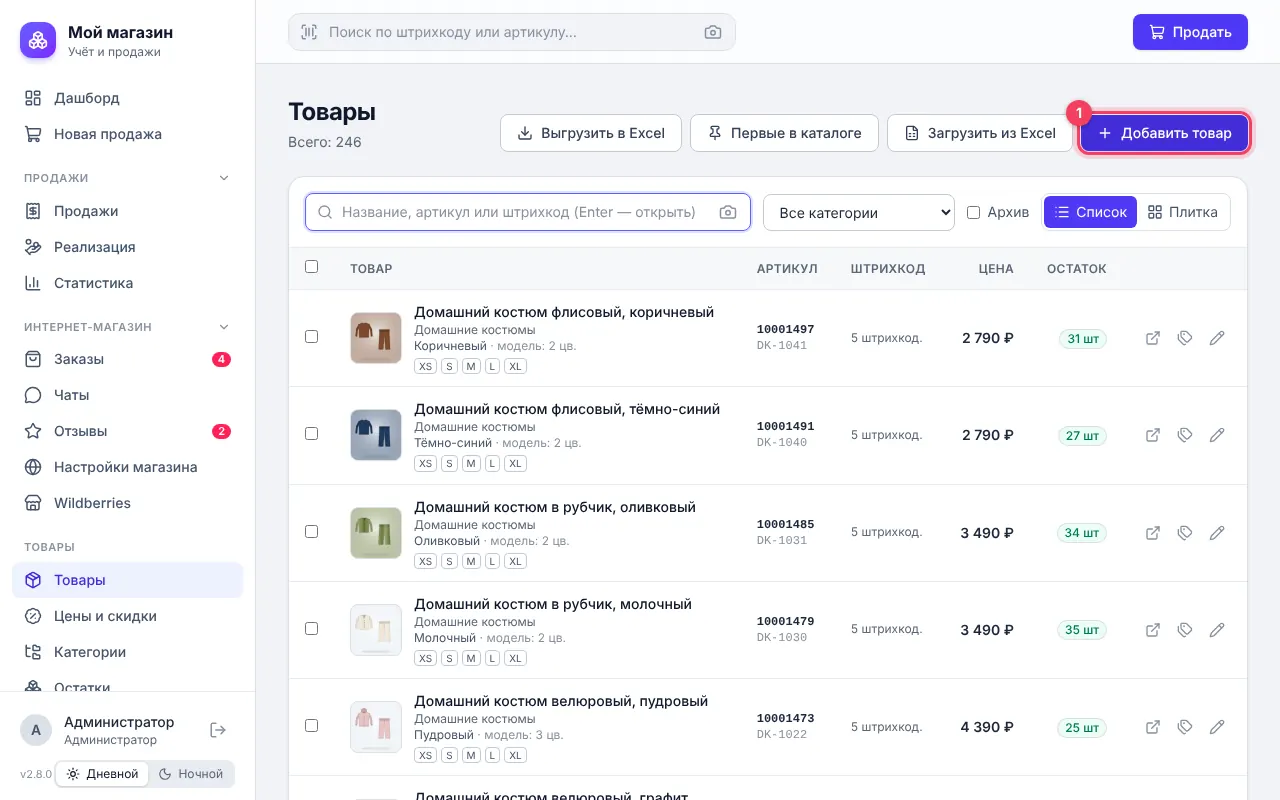 Мой магазин
Учёт и продажи
Поиск по штрихкоду или артикулу...
Продать
Дашборд
Новая продажа
ПРОДАЖИ
Продажи
Реализация
Статистика
ИНТЕРНЕТ-МАГАЗИН
Заказы 4
Чаты
Отзывы 2
Настройки магазина
Wildberries
ТОВАРЫ
Товары
Цены и скидки
Категории
Остатки
А Администратор
Администратор
v2.8.0 Дневной Ночной
Товары
Всего: 246
Выгрузить в Excel Первые в каталоге Загрузить из Excel 1 Добавить товар
Название, артикул или штрихкод (Enter — открыть) Все категории Архив Список Плитка
ТОВАР АРТИКУЛ ШТРИХКОД ЦЕНА ОСТАТОК
Домашний костюм флисовый, коричневый
Домашние костюмы
Коричневый · модель: 2 цв.
XS S M L XL
10001497
DK-1041
5 штрихкод. 2 790 ₽ 31 шт
Домашний костюм флисовый, тёмно-синий
Домашние костюмы
Тёмно-синий · модель: 2 цв.
XS S M L XL
10001491
DK-1040
5 штрихкод. 2 790 ₽ 27 шт
Домашний костюм в рубчик, оливковый
Домашние костюмы
Оливковый · модель: 2 цв.
XS S M L XL
10001485
DK-1031
5 штрихкод. 3 490 ₽ 34 шт
Домашний костюм в рубчик, молочный
Домашние костюмы
Молочный · модель: 2 цв.
XS S M L XL
10001479
DK-1030
5 штрихкод. 3 490 ₽ 35 шт
Домашний костюм велюровый, пудровый
Домашние костюмы
Пудровый · модель: 3 цв.
XS S M L XL
10001473
DK-1022
5 штрихкод. 4 390 ₽ 25 шт
Домашний костюм велюровый, графит